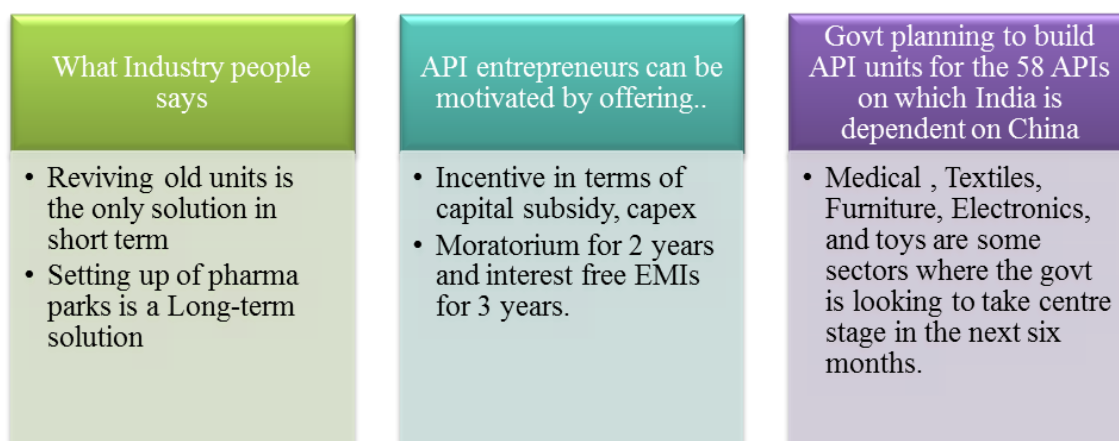 What Industry people
says
• Reviving old units is
the only solution in
short term
• Setting up of pharma
parks is a Long-term
solution
API entrepreneurs can be
motivated by offering..
• Incentive in terms of
capital subsidy, capex
• Moratorium for 2 years
and interest free EMIs
for 3 years.
Govt planning to build
API units for the 58 APIs
on which India is
dependent on China
• Medical , Textiles,
Furniture, Electronics,
and toys are some
sectors where the govt
is looking to take centre
stage in the next six
months.